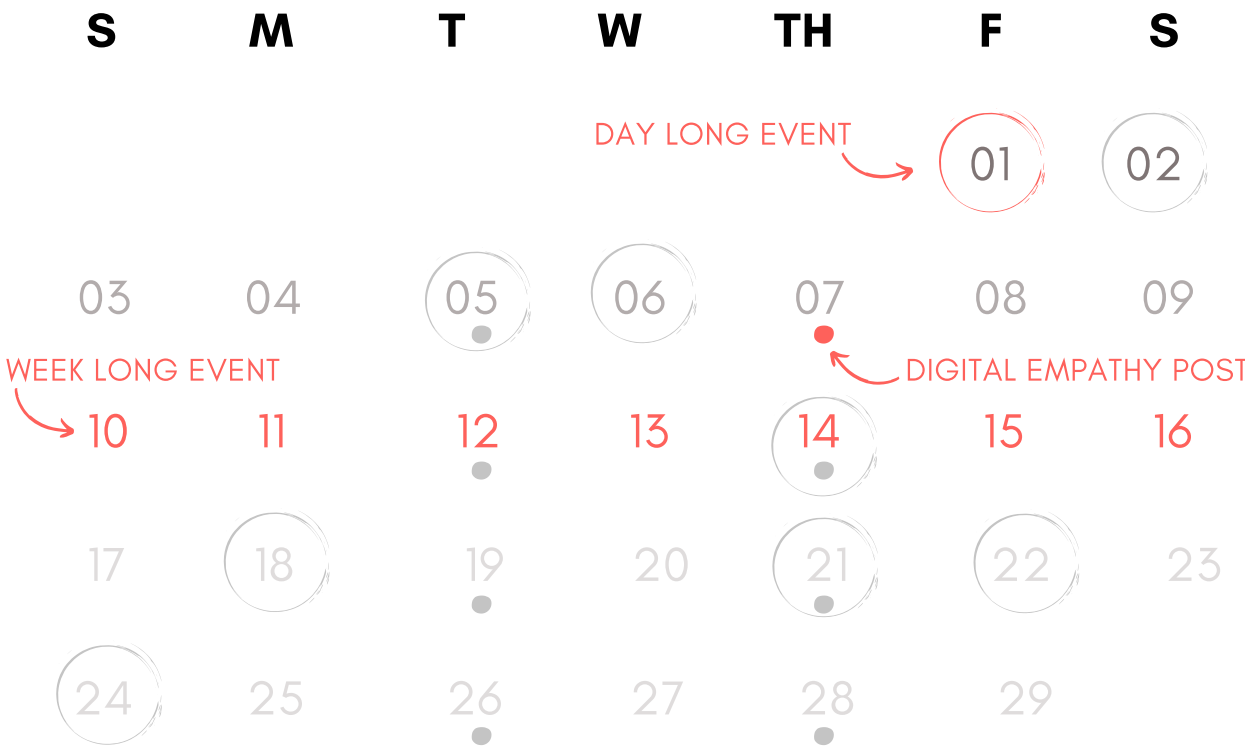 S M T W TH F S
DAY LONG EVENT
01 02
03 04 05 06 07 08 09
WEEK LONG EVENT DIGITAL EMPATHY POST
10 11 12 13 14 15 16
17 18 19 20 21 22 23
24 25 26 27 28 29